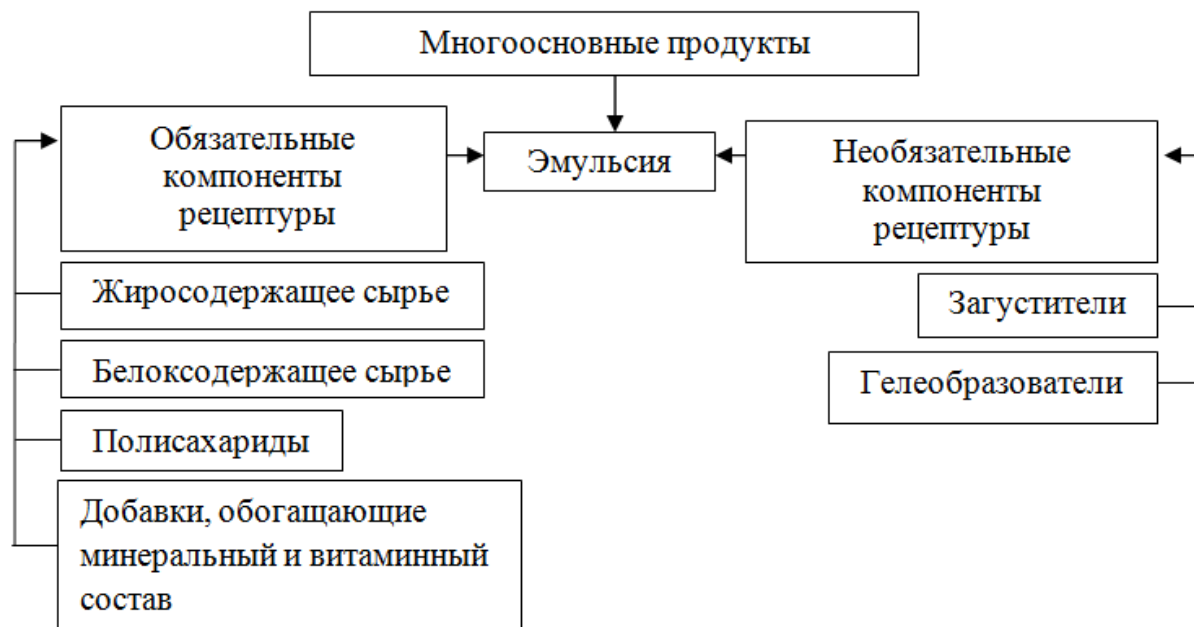 Многоосновные продукты
Обязательные
компоненты
рецептуры
Эмульсия
Необязательные
компоненты
рецептуры
Жиросодержащее сырье
Белоксодержащее сырье
Полисахариды
Добавки, обогащающие
минеральный и витаминный
состав
Загустители
Гелеобразователи